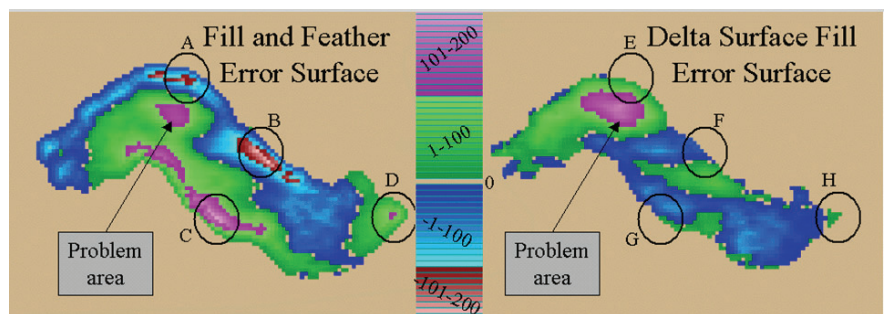 A
Fill and Feather
Error Surface
B
D
C
Problem
area
101-200
1-100
0
-1-100
-101-200
E
Delta Surface Fill
Error Surface
F
H
G
Problem
area